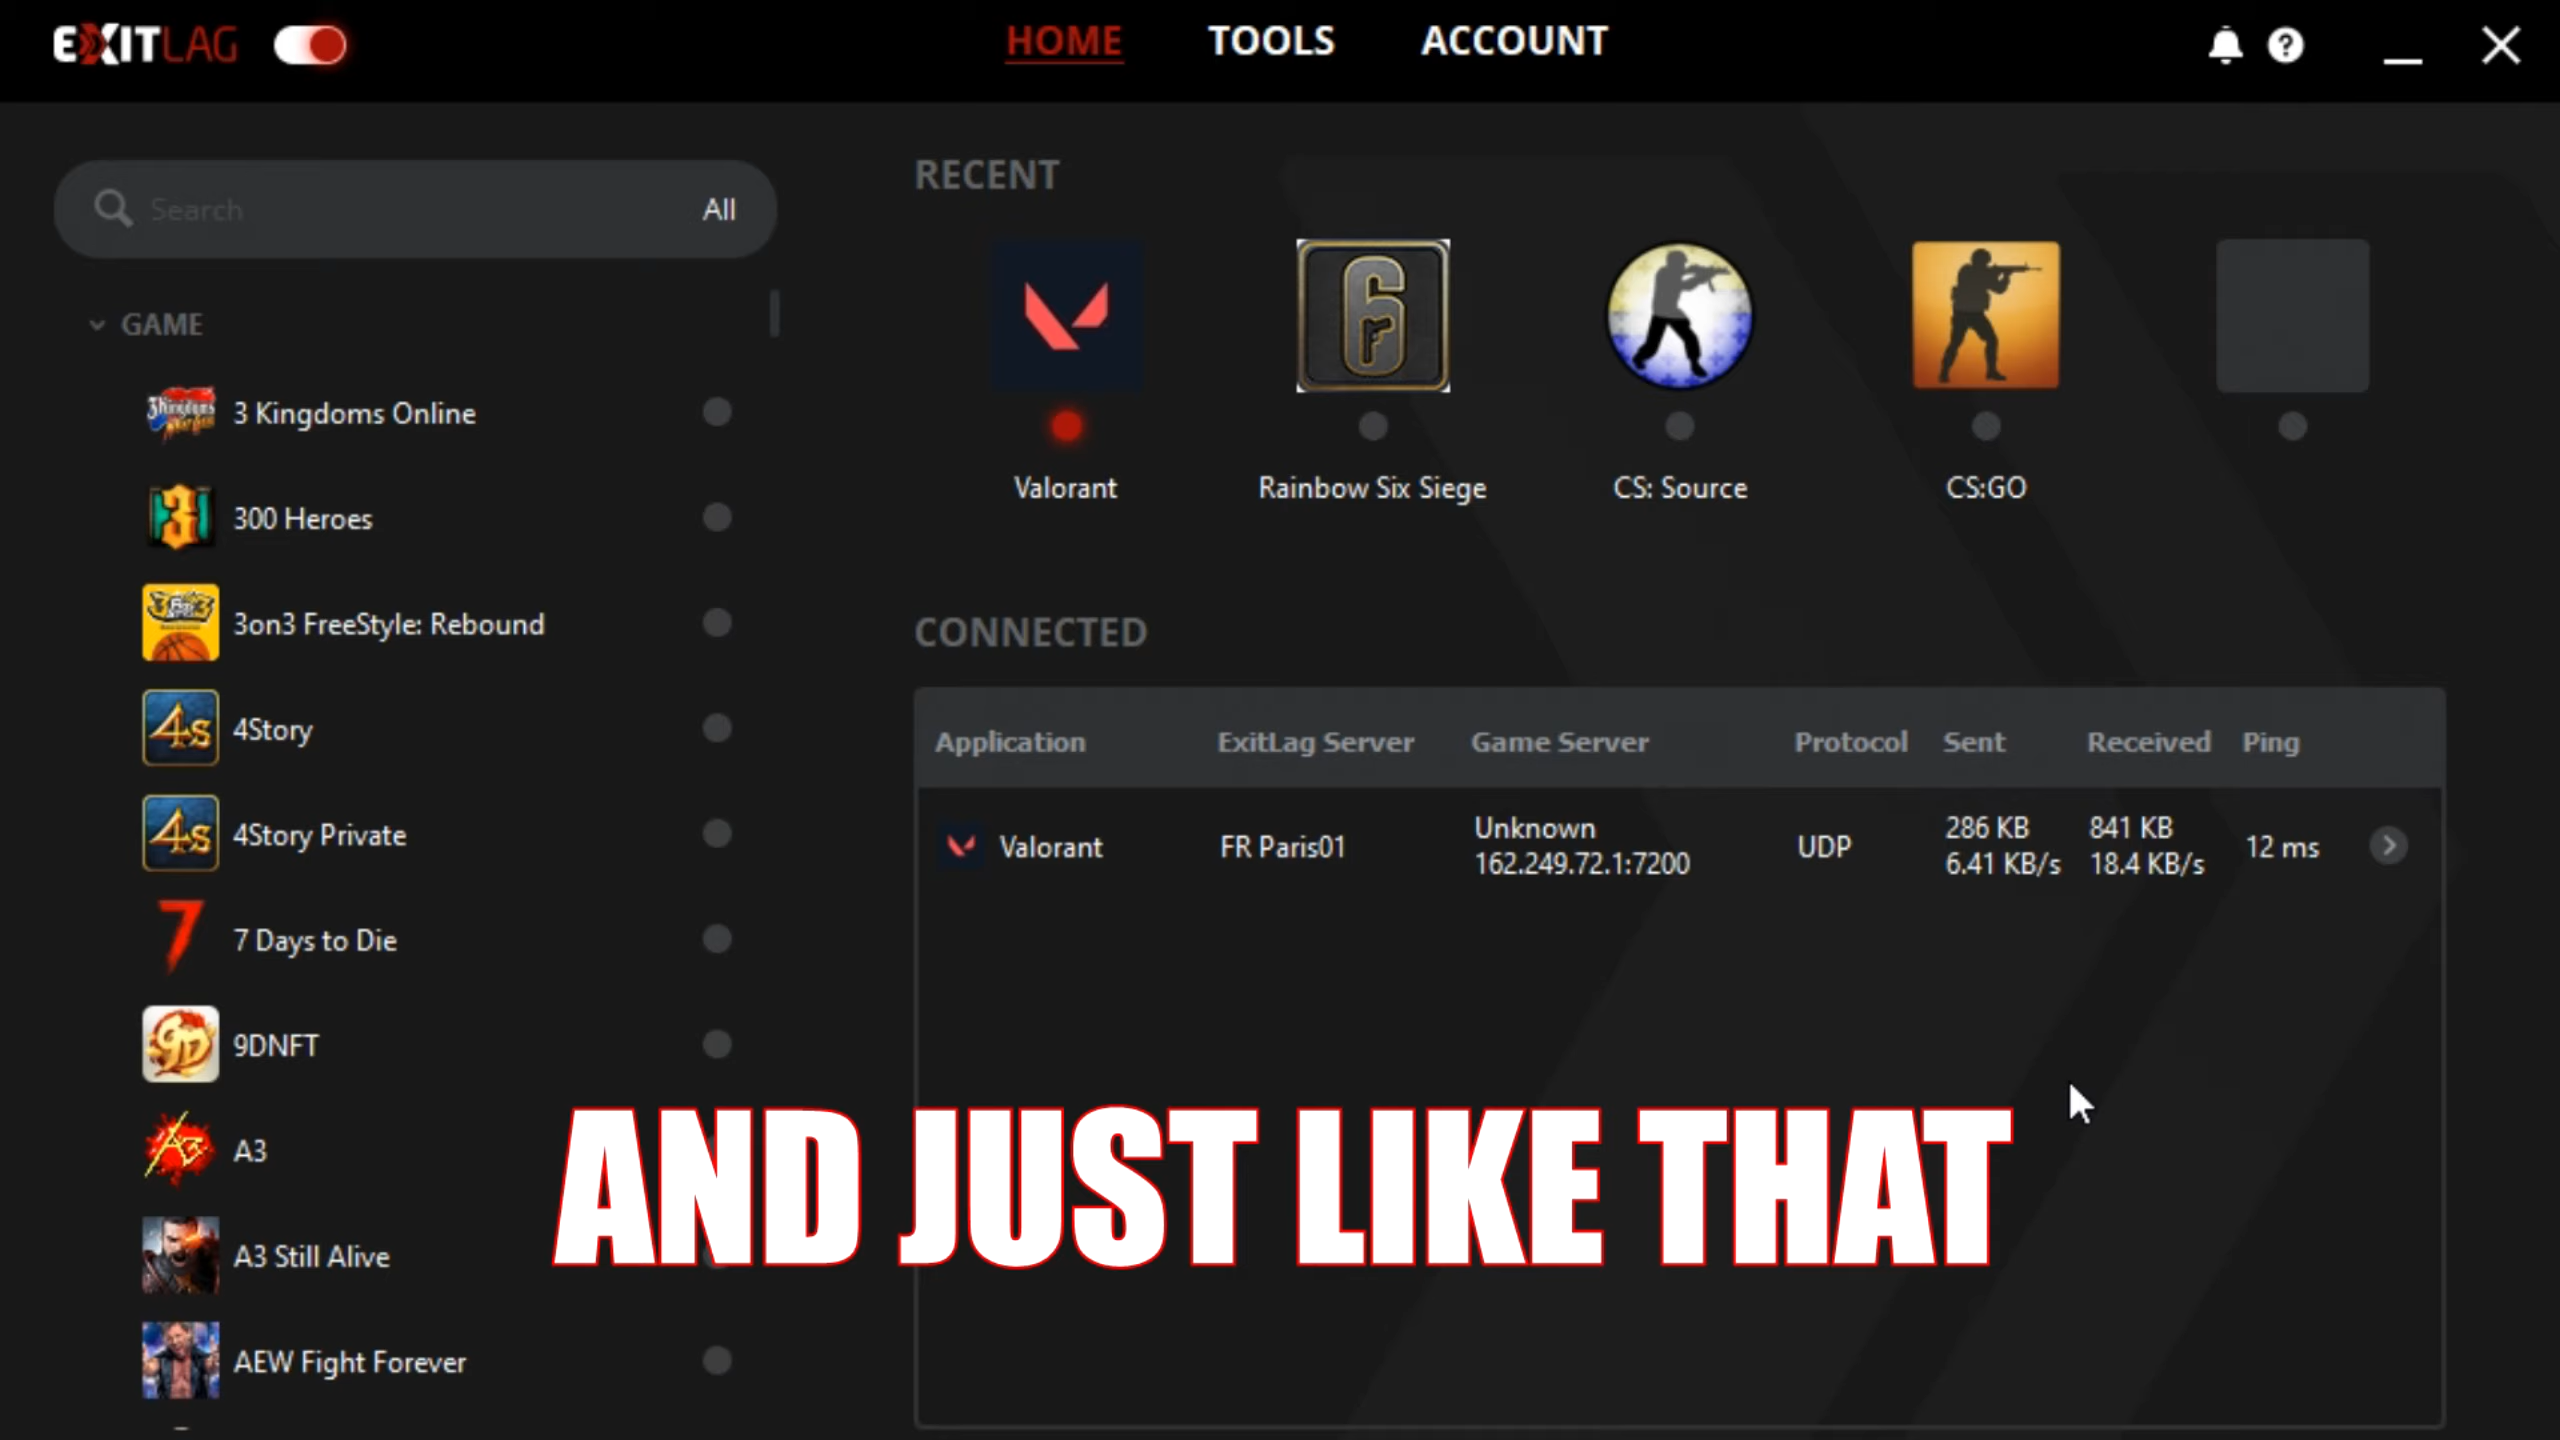 EXITLAG
HOME TOOLS ACCOUNT
Search All
GAME
3 Kingdoms Online
300 Heroes
3on3 FreeStyle: Rebound
4Story
4Story Private
7 Days to Die
9DNFT
A3
A3 Still Alive
AEW Fight Forever
RECENT
Valorant Rainbow Six Siege CS: Source CS:GO
CONNECTED
Application ExitLag Server Game Server Protocol Sent Received Ping
Valorant FR Paris01 Unknown UDP 286 KB 841 KB 12 ms
162.249.72.1:7200 6.41 KB/s 18.4 KB/s
AND JUST LIKE THAT